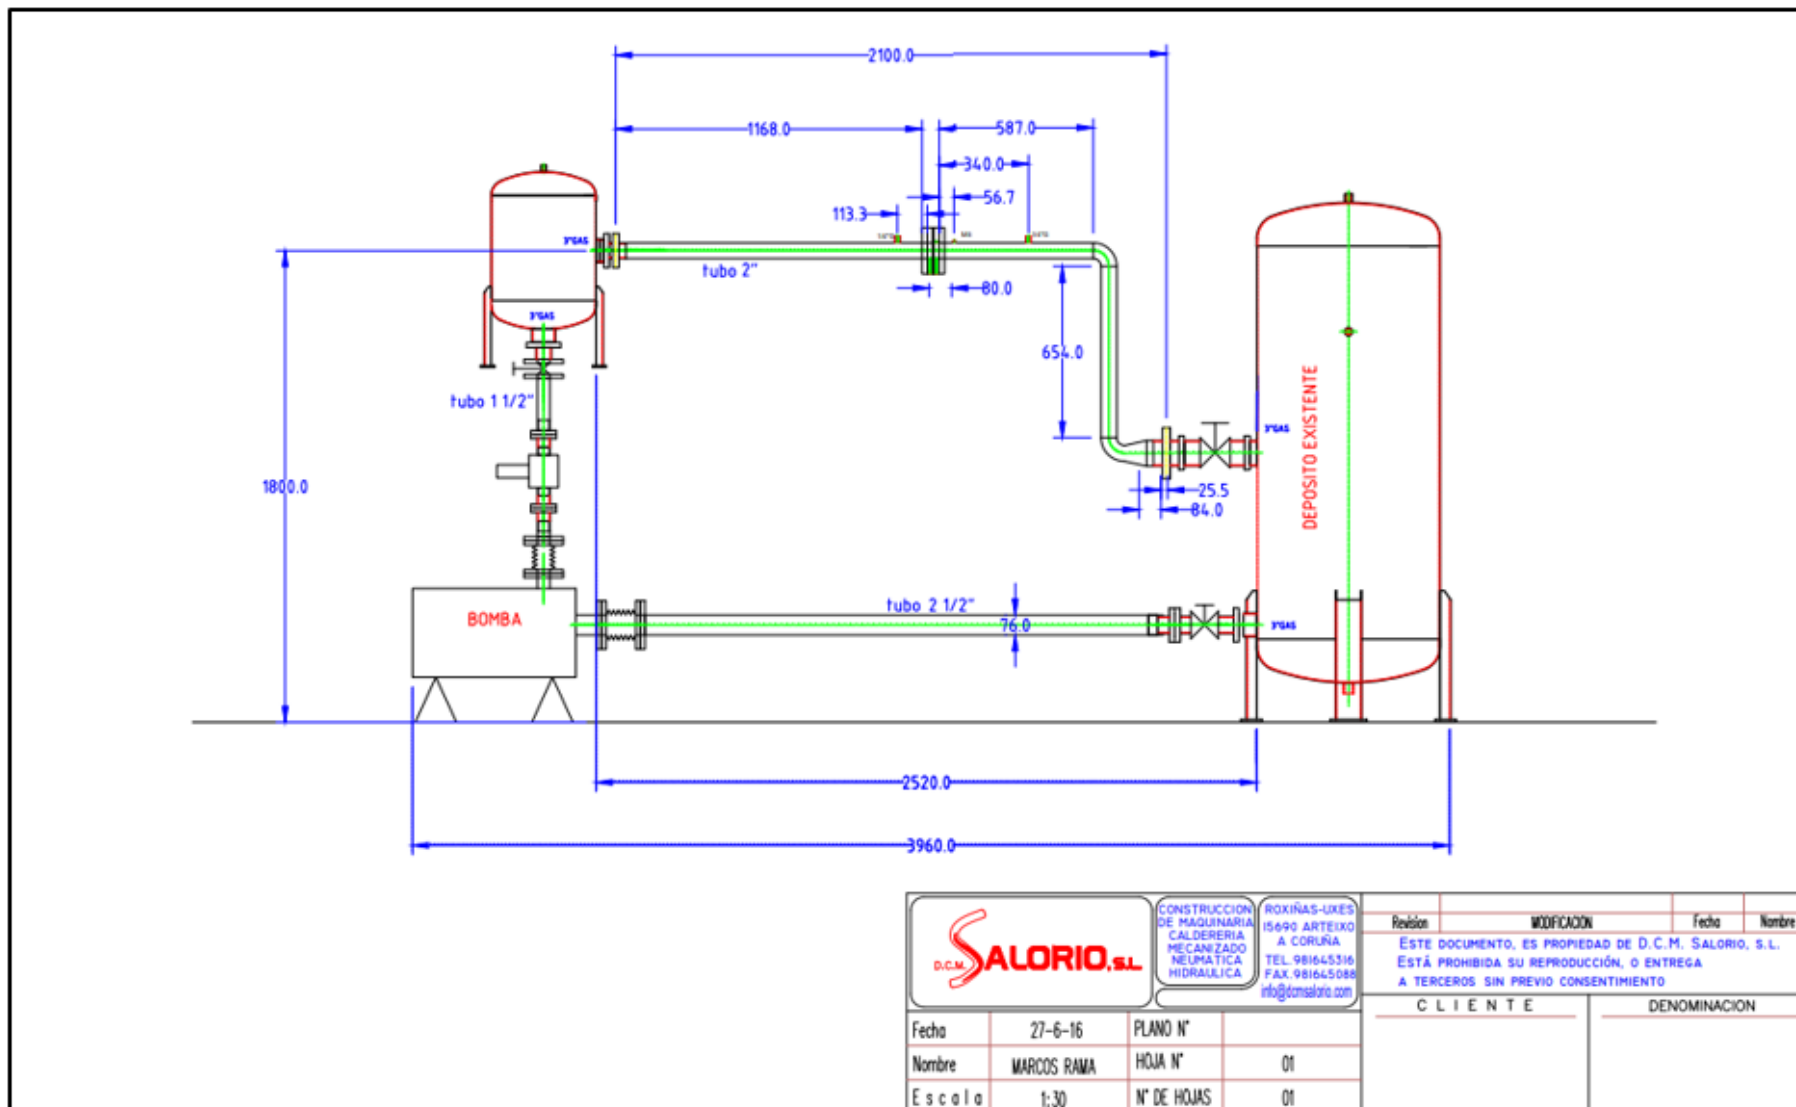 2100.0
1168.0
587.0
340.0
56.7
113.3
3"GAS
tubo 2"
80.0
3"GAS
654.0
tubo 1 1/2"
3"GAS
DEPOSITO EXISTENTE
1800.0
25.5
84.0
tubo 2 1/2"
BOMBA
76.0
3"GAS
2520.0
3960.0
D.C.M. SALORIO, S.L
CONSTRUCCION
DE MAQUINARIA
CALDERERIA
MECANIZADO
NEUMATICA
HIDRAULICA
ROXIÑAS-UXES
15690 ARTEIXO
A CORUÑA
TEL. 981645316
FAX. 981645088
info@dcmsalorio.com
Revision MODIFICACION Fecha Nombre
ESTE DOCUMENTO, ES PROPIEDAD DE D.C.M. SALORIO, S.L.
ESTÁ PROHIBIDA SU REPRODUCCIÓN, O ENTREGA
A TERCEROS SIN PREVIO CONSENTIMIENTO
CLIENTE DENOMINACION
Fecha 27-6-16 PLANO N°
Nombre MARCOS RAMA HOJA N° 01
Escala 1:30 N° DE HOJAS 01